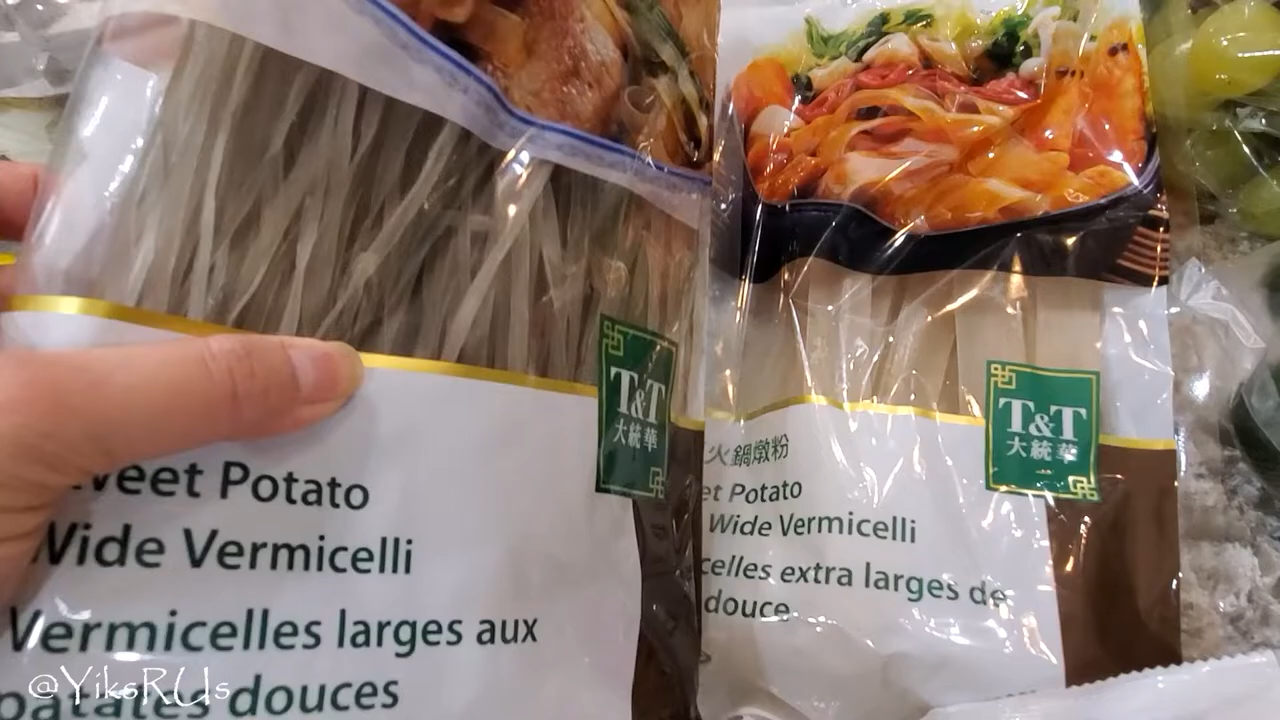 T&T
大統華
Sweet Potato
Wide Vermicelli
Vermicelles larges aux
patates douces
T&T
大統華
火鍋燉粉
et Potato
Wide Vermicelli
celles extra larges de
douce
@YiksRUs